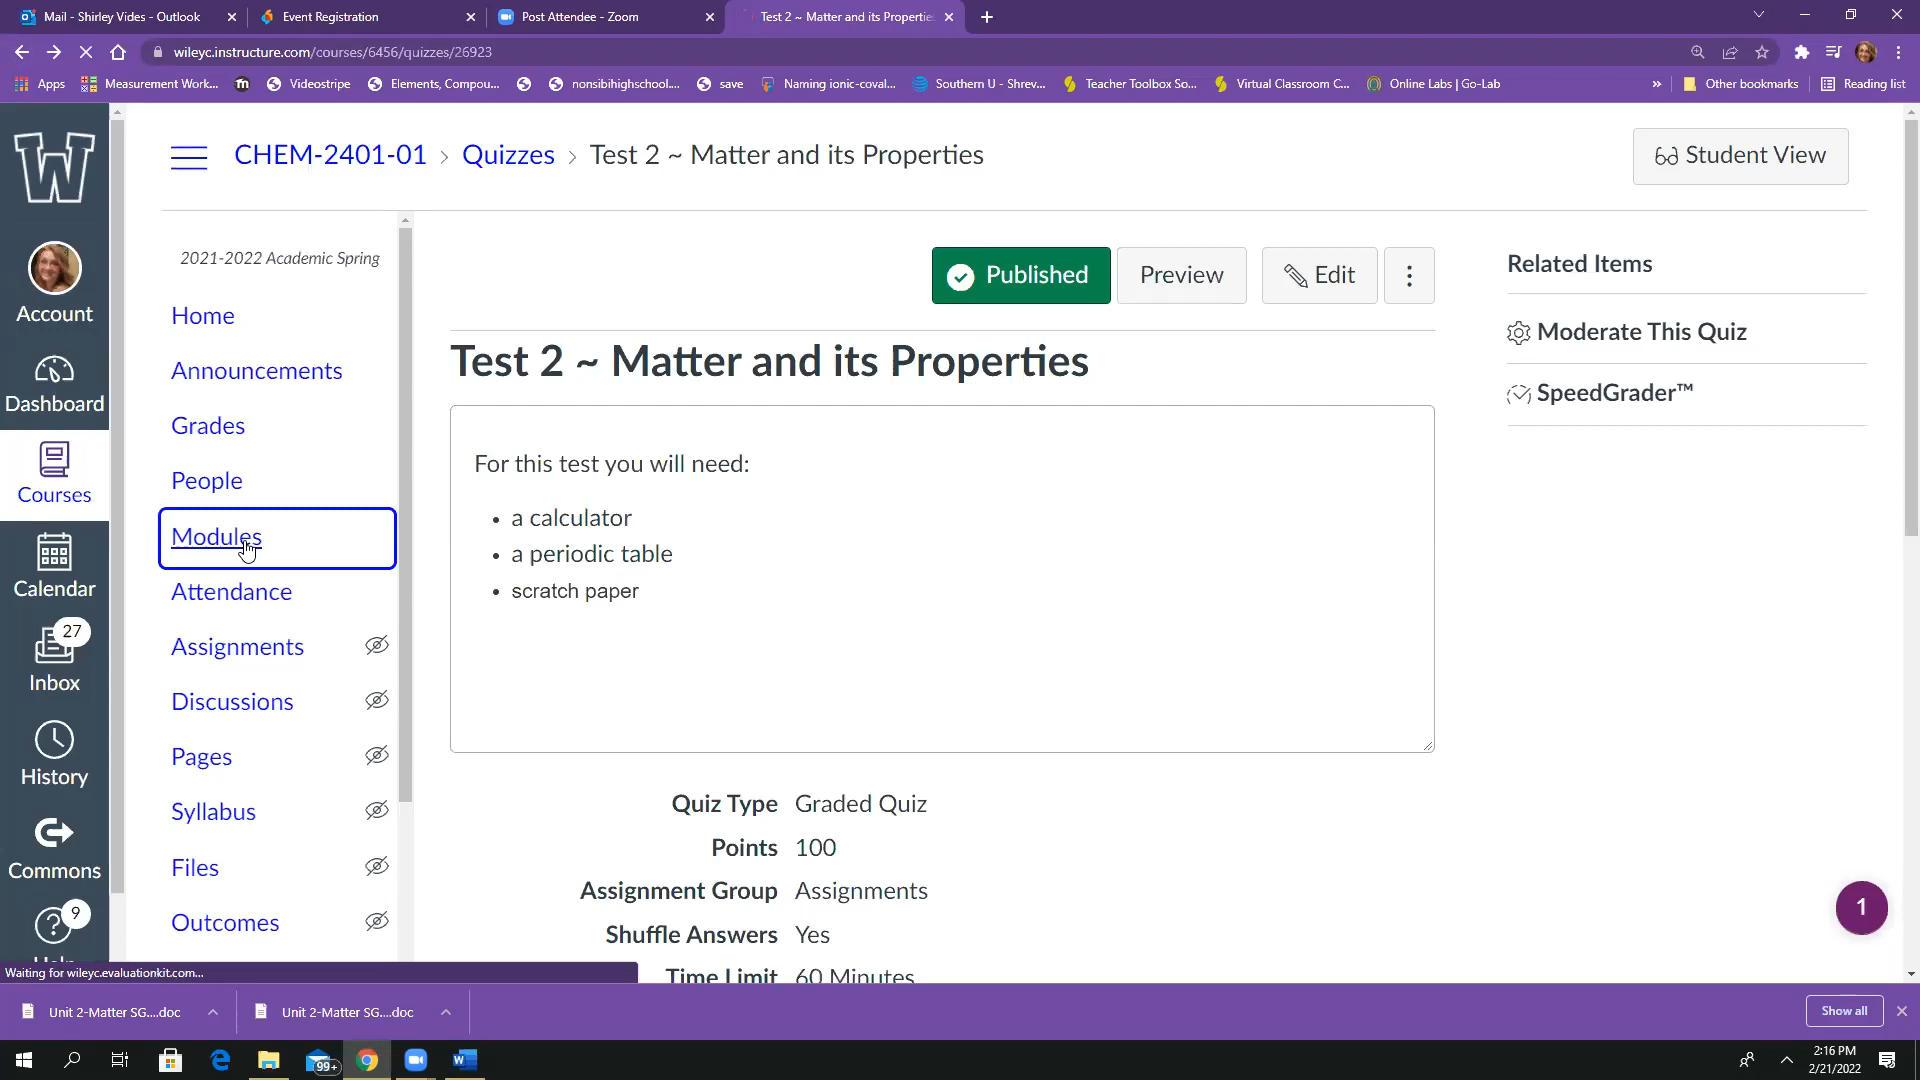 Mail - Shirley Vides - Outlook
Event Registration
Post Attendee - Zoom
Test 2 ~ Matter and its Propertie
wileyc.instructure.com/courses/6456/quizzes/26923
Apps
Measurement Work...
Videostripe
Elements, Compou...
nonsibihighschool....
save
Naming ionic-coval...
Southern U - Shrev...
Teacher Toolbox So...
Virtual Classroom C...
Online Labs | Go-Lab
»
Other bookmarks
Reading list
W
CHEM-2401-01 › Quizzes › Test 2 ~ Matter and its Properties
Student View
Account
Dashboard
Courses
Calendar
27
Inbox
History
Commons
9
2021-2022 Academic Spring
Home
Announcements
Grades
People
Modules
Attendance
Assignments
Discussions
Pages
Syllabus
Files
Outcomes
Published
Preview
Edit
Test 2 ~ Matter and its Properties
For this test you will need:
• a calculator
• a periodic table
• scratch paper
Quiz Type Graded Quiz
Points 100
Assignment Group Assignments
Shuffle Answers Yes
Time Limit 60 Minutes
Related Items
Moderate This Quiz
SpeedGrader™
1
Waiting for wileyc.evaluationkit.com...
Unit 2-Matter SG....doc
Unit 2-Matter SG....doc
Show all
99+
2:16 PM
2/21/2022